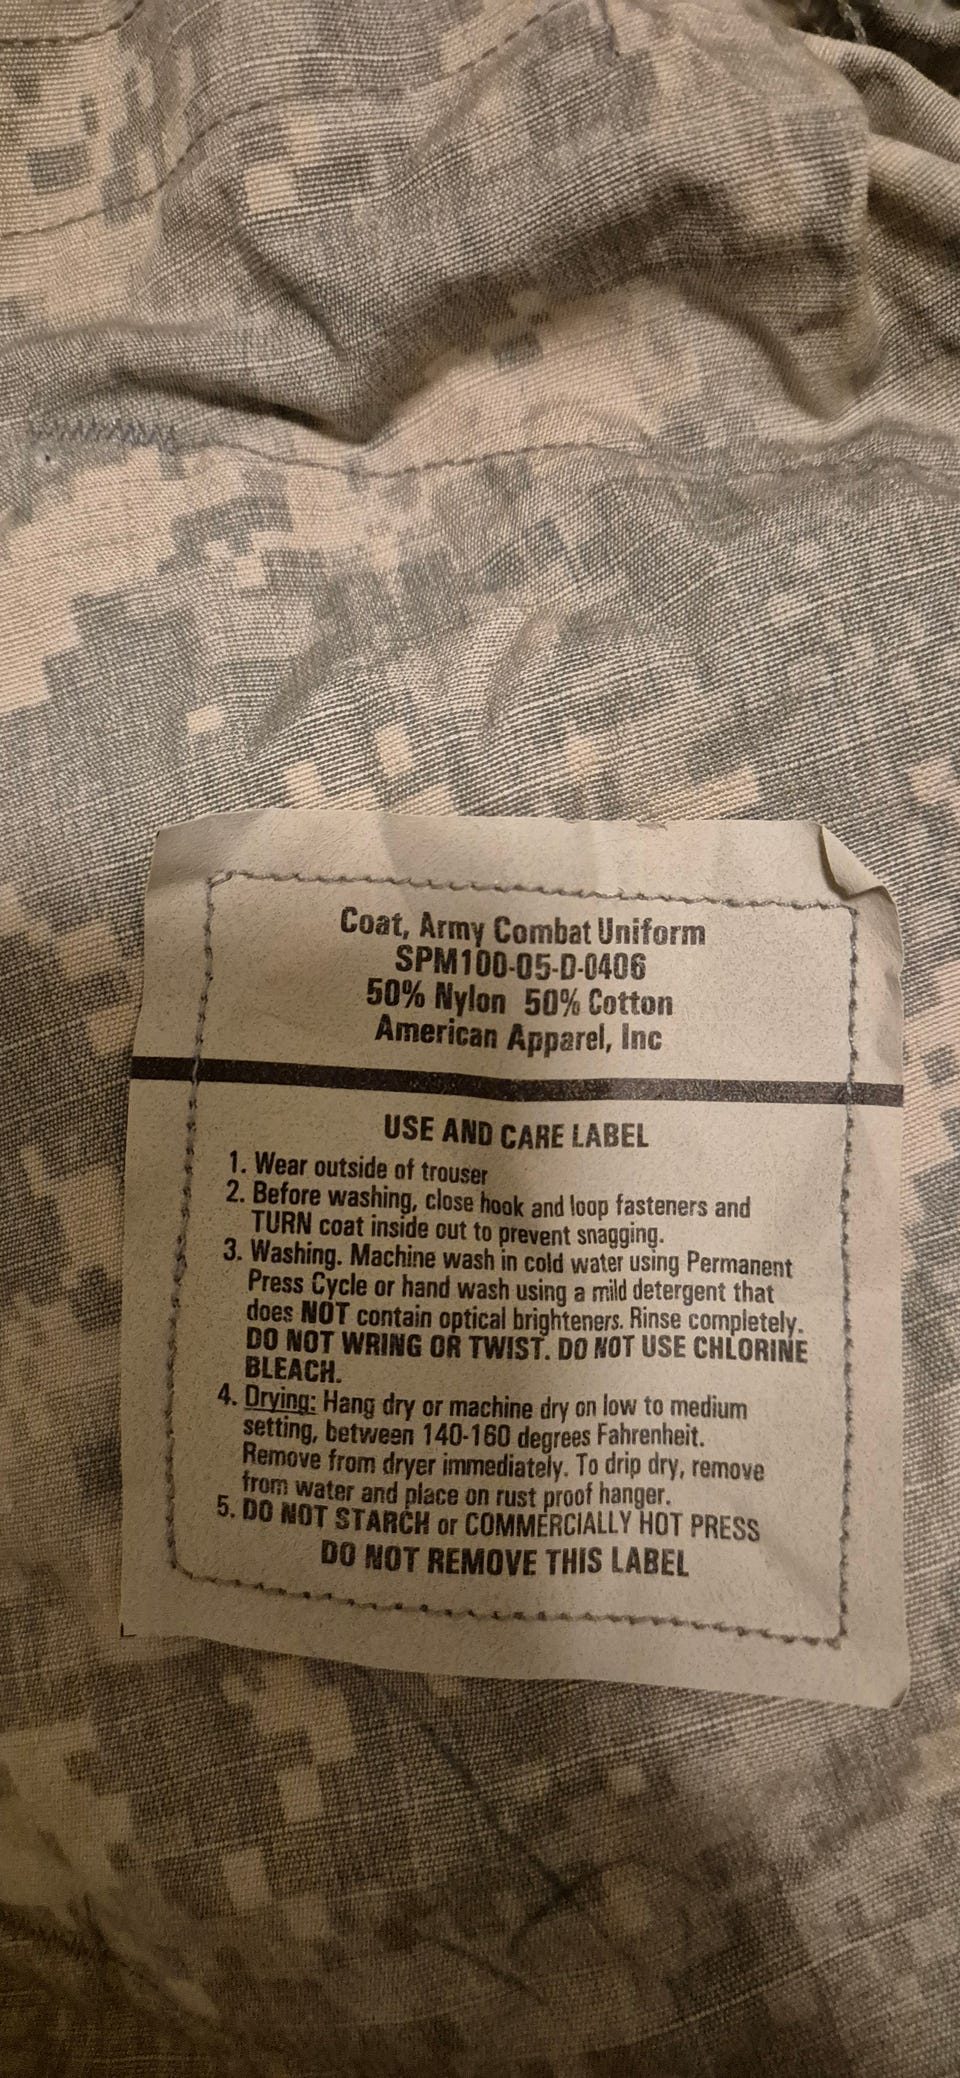 Coat, Army Combat Uniform
SPM100-05-D-0406
50% Nylon 50% Cotton
American Apparel, Inc
USE AND CARE LABEL
1. Wear outside of trouser
2. Before washing, close hook and loop fasteners and
TURN coat inside out to prevent snagging.
3. Washing. Machine wash in cold water using Permanent
Press Cycle or hand wash using a mild detergent that
does NOT contain optical brighteners. Rinse completely.
DO NOT WRING OR TWIST. DO NOT USE CHLORINE
BLEACH.
4. Drying: Hang dry or machine dry on low to medium
setting, between 140-160 degrees Fahrenheit.
Remove from dryer immediately. To drip dry, remove
from water and place on rust proof hanger.
5. DO NOT STARCH or COMMERCIALLY HOT PRESS
DO NOT REMOVE THIS LABEL